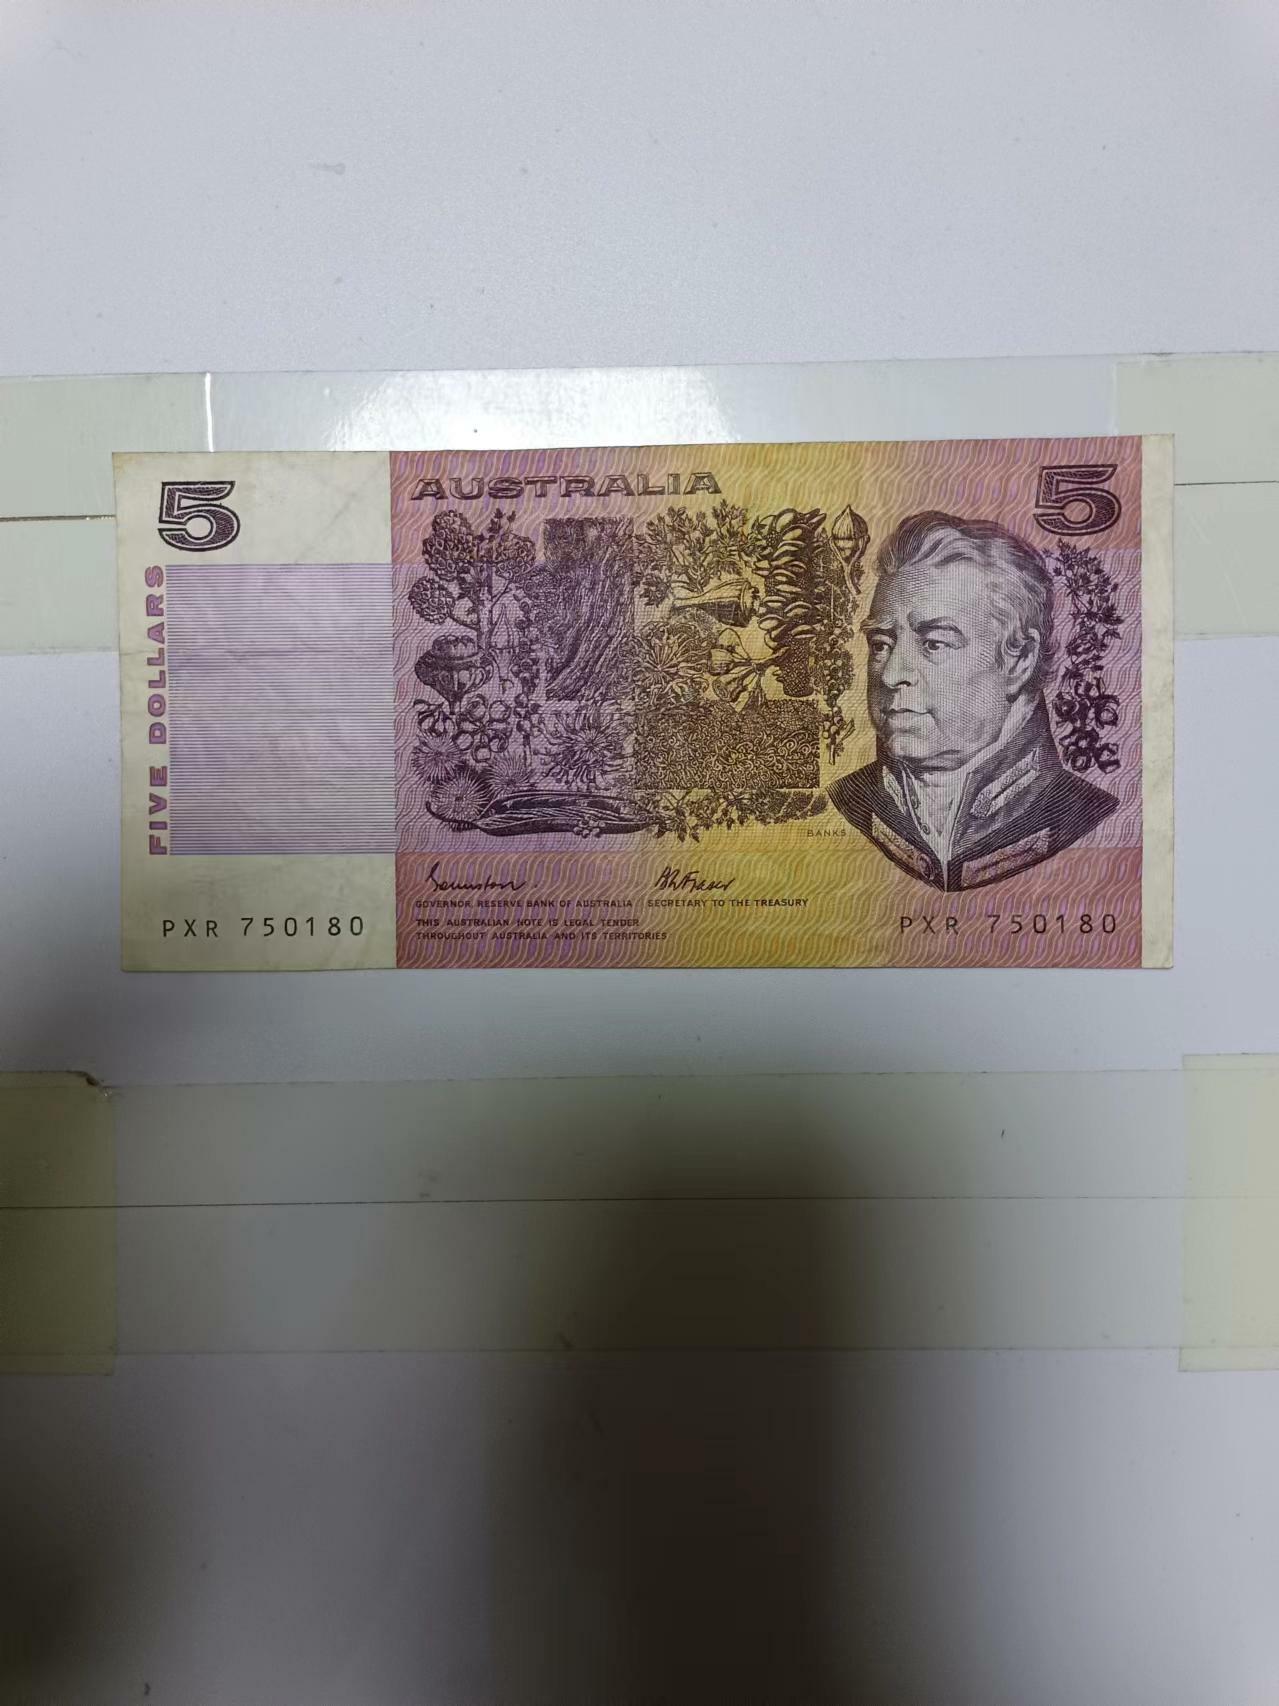 5
AUSTRALIA
5
FIVE DOLLARS
BANKS
GOVERNOR, RESERVE BANK OF AUSTRALIA
SECRETARY TO THE TREASURY
THIS AUSTRALIAN NOTE IS LEGAL TENDER
THROUGHOUT AUSTRALIA AND ITS TERRITORIES
PXR 750180
PXR 750180